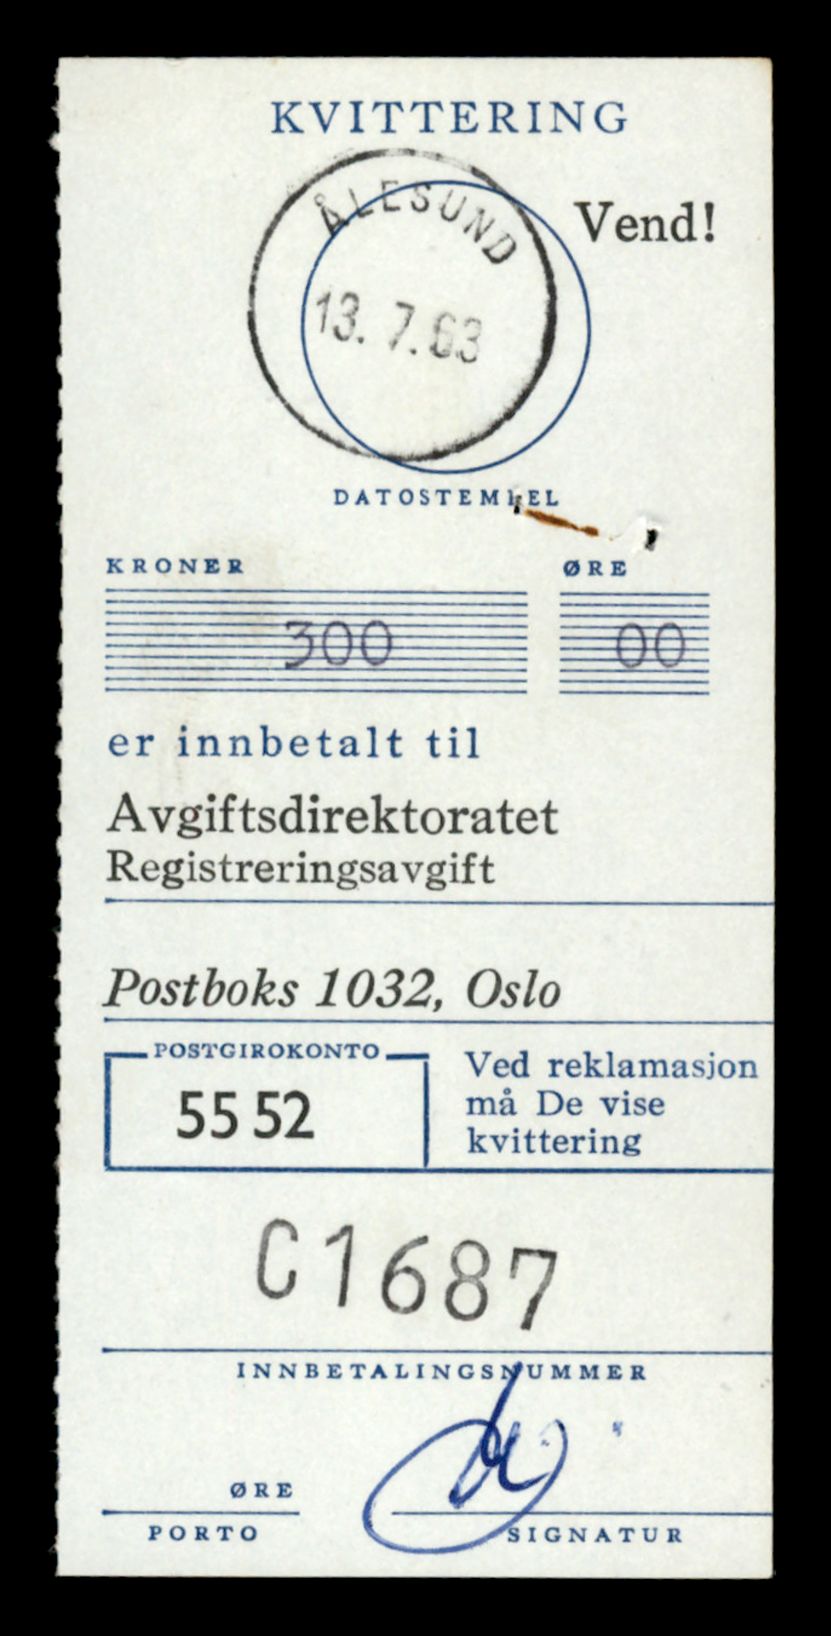 KVITTERING
ÅLESUND
Vend!
13. 7. 63
DATOSTEMPEL
KRONER ØRE
300 00
er innbetalt til
Avgiftsdirektoratet
Registreringsavgift
Postboks 1032, Oslo
POSTGIROKONTO
55 52
Ved reklamasjon
må De vise
kvittering
C1687
INNBETALINGSNUMMER
ØRE
PORTO SIGNATUR